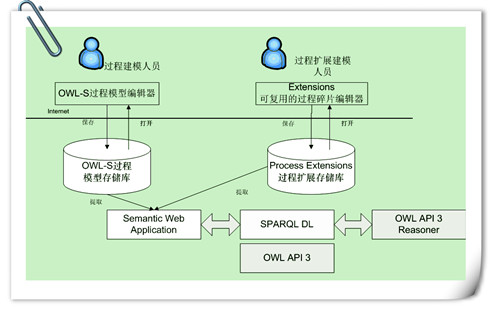 过程建模人员
过程扩展建模
人员
OWL-S过程模型编辑器
Extensions
可复用的过程碎片编辑器
Internet
保存
打开
保存
打开
OWL-S过程
模型存储库
Process Extensions
过程扩展存储库
提取
提取
Semantic Web
Application
SPARQL DL
OWL API 3
Reasoner
OWL API 3